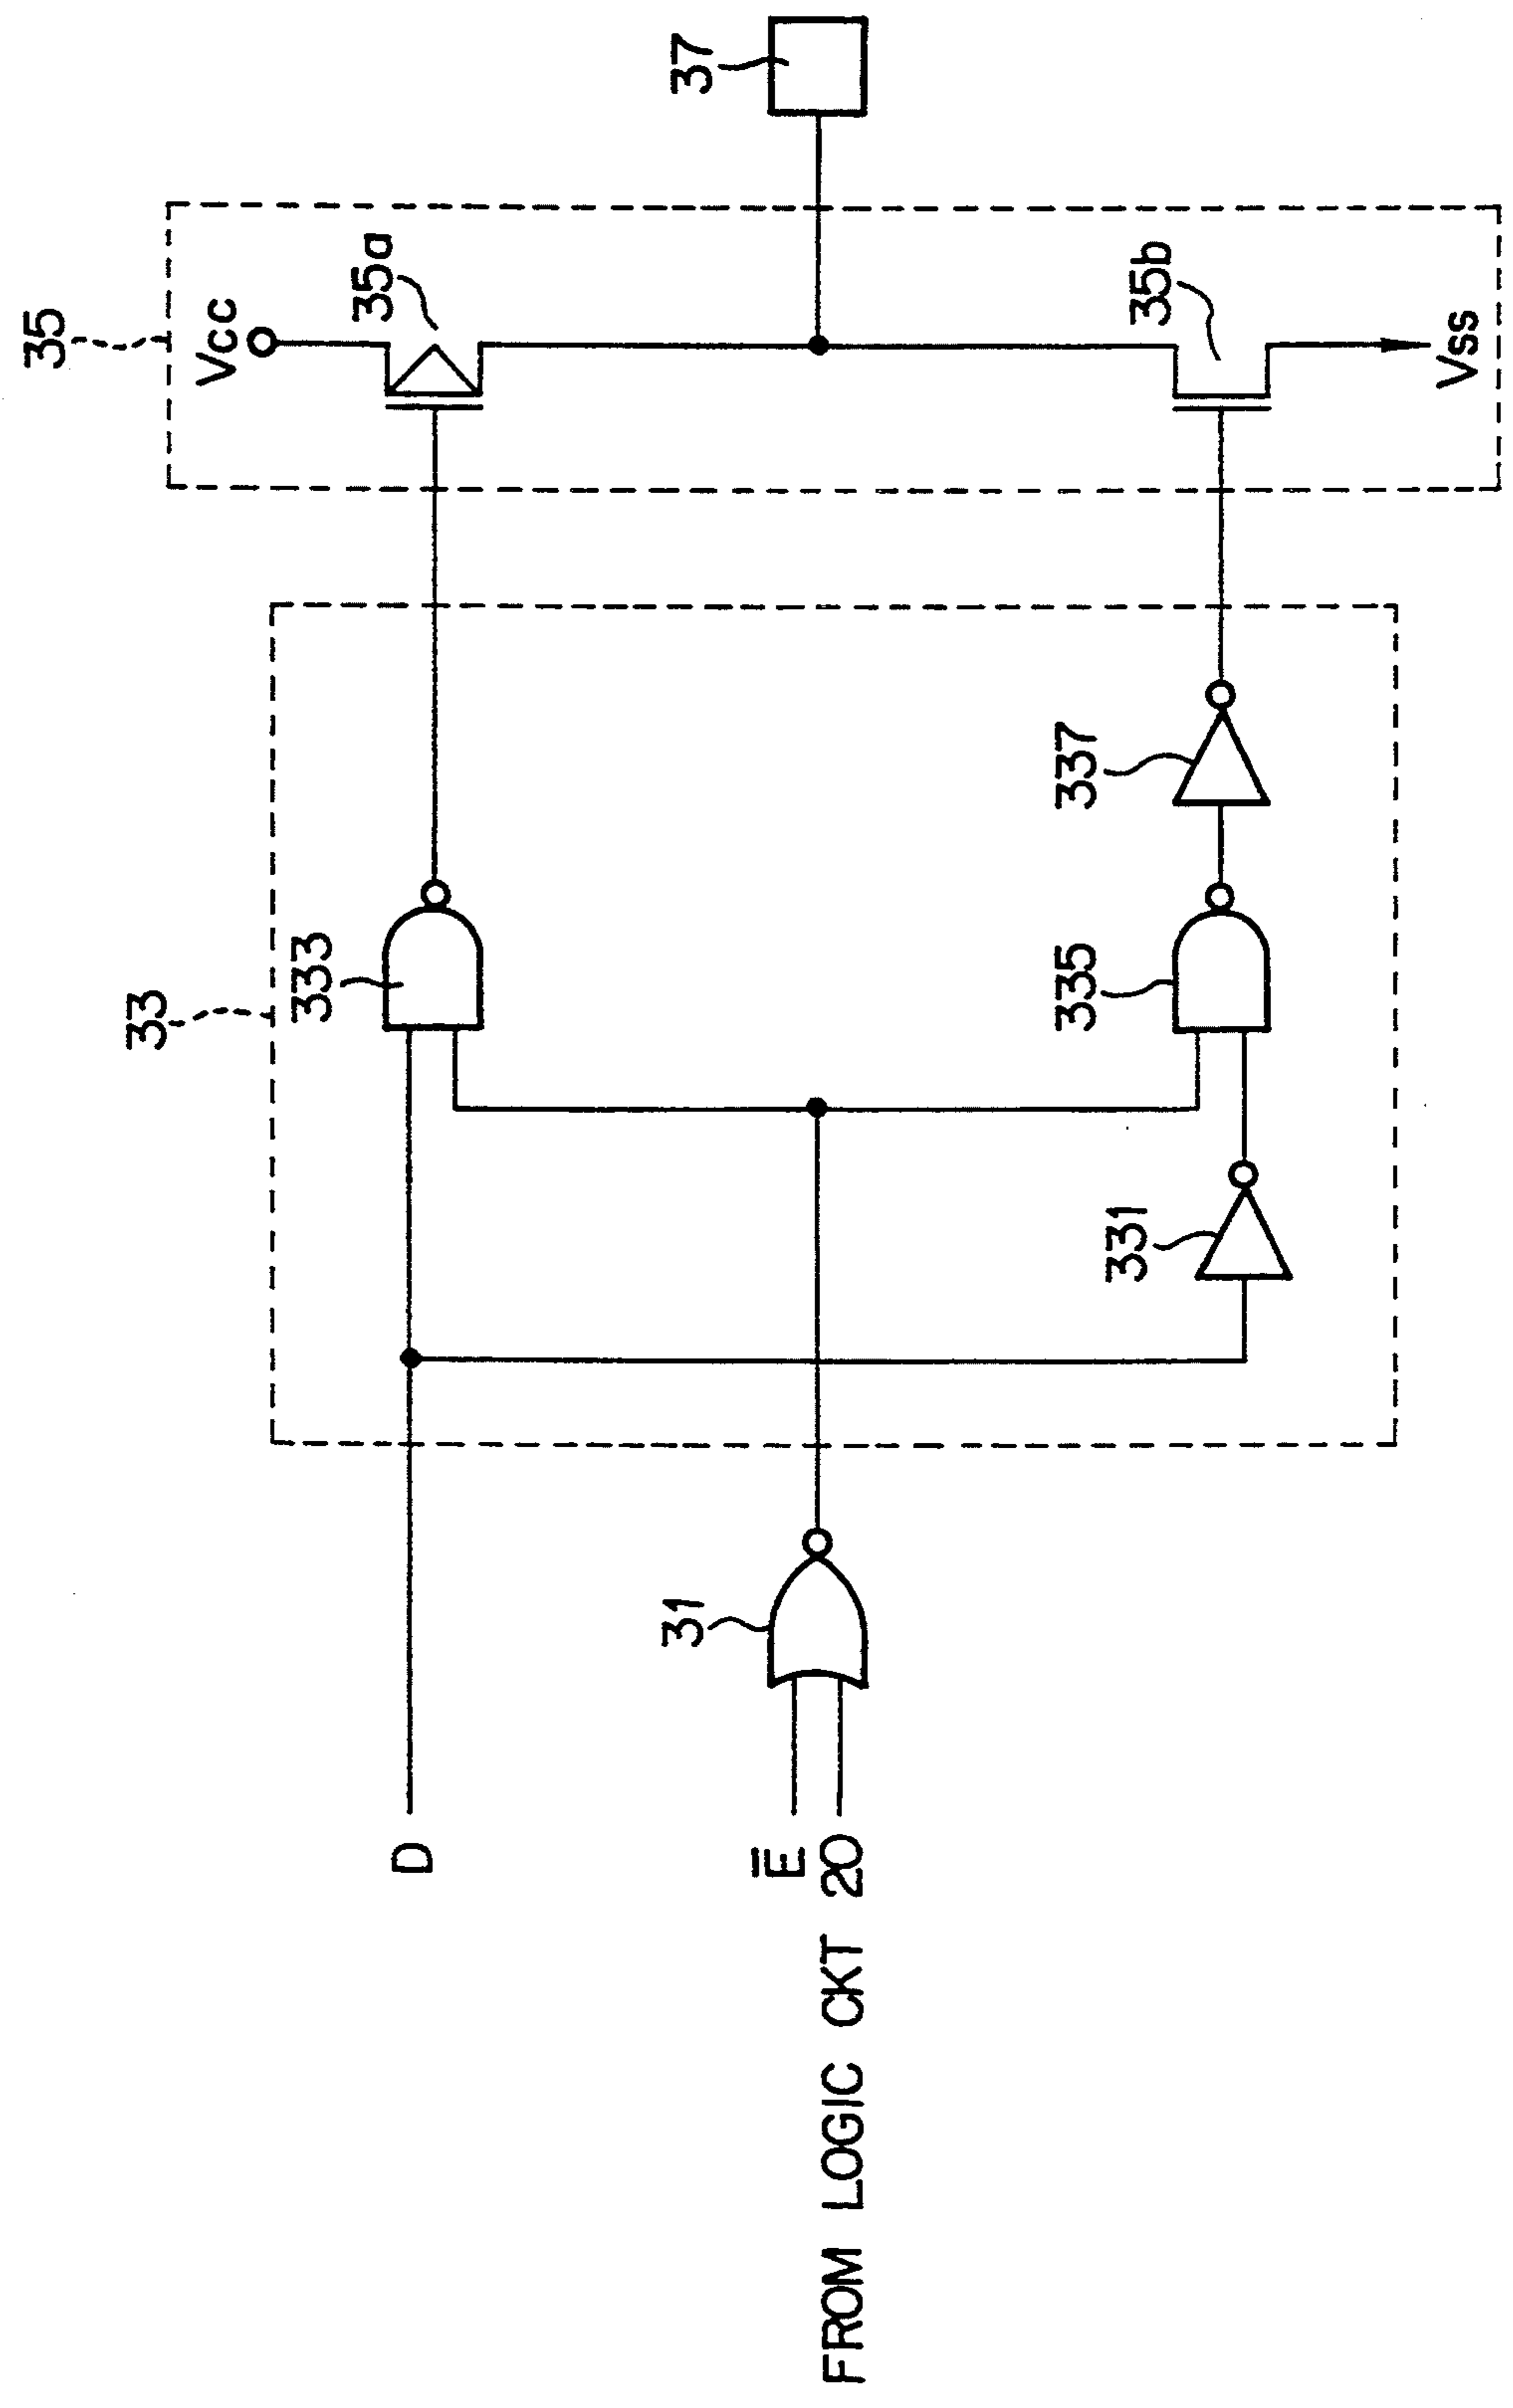 35
Vcc
35a
37
33
333
D
31
E̅
FROM LOGIC CKT 20
335
337
331
35b
Vss